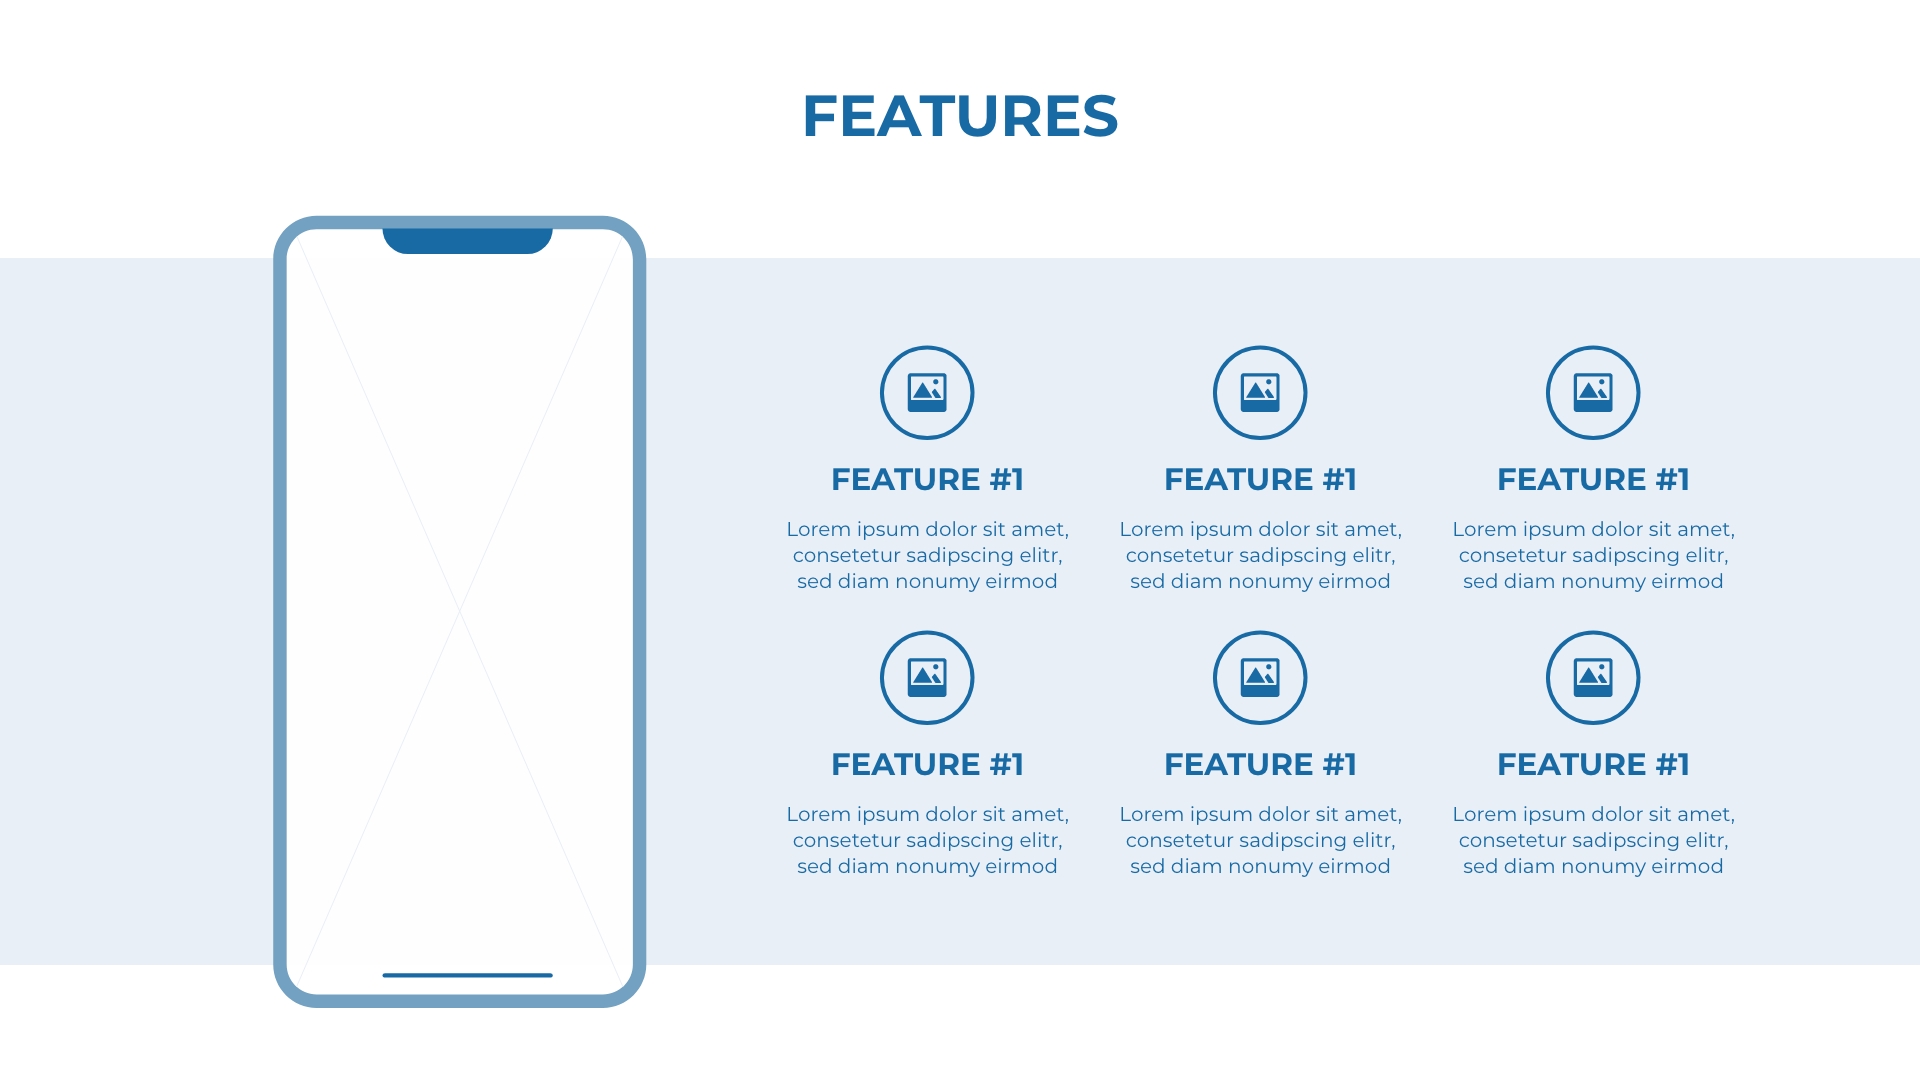 FEATURES
FEATURE #1
Lorem ipsum dolor sit amet,
consetetur sadipscing elitr,
sed diam nonumy eirmod
FEATURE #1
Lorem ipsum dolor sit amet,
consetetur sadipscing elitr,
sed diam nonumy eirmod
FEATURE #1
Lorem ipsum dolor sit amet,
consetetur sadipscing elitr,
sed diam nonumy eirmod
FEATURE #1
Lorem ipsum dolor sit amet,
consetetur sadipscing elitr,
sed diam nonumy eirmod
FEATURE #1
Lorem ipsum dolor sit amet,
consetetur sadipscing elitr,
sed diam nonumy eirmod
FEATURE #1
Lorem ipsum dolor sit amet,
consetetur sadipscing elitr,
sed diam nonumy eirmod